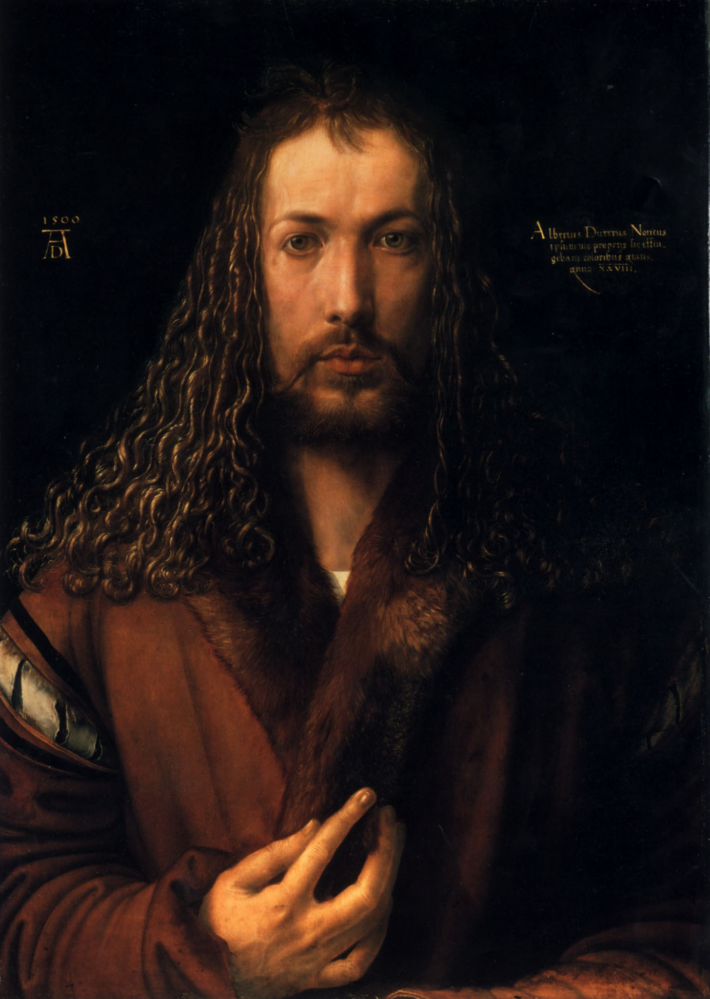 1500
AD
Albertus Durerus Noricus
ipsum me proprijs sic effin-
gebam coloribus ætatis
anno XXVIII.